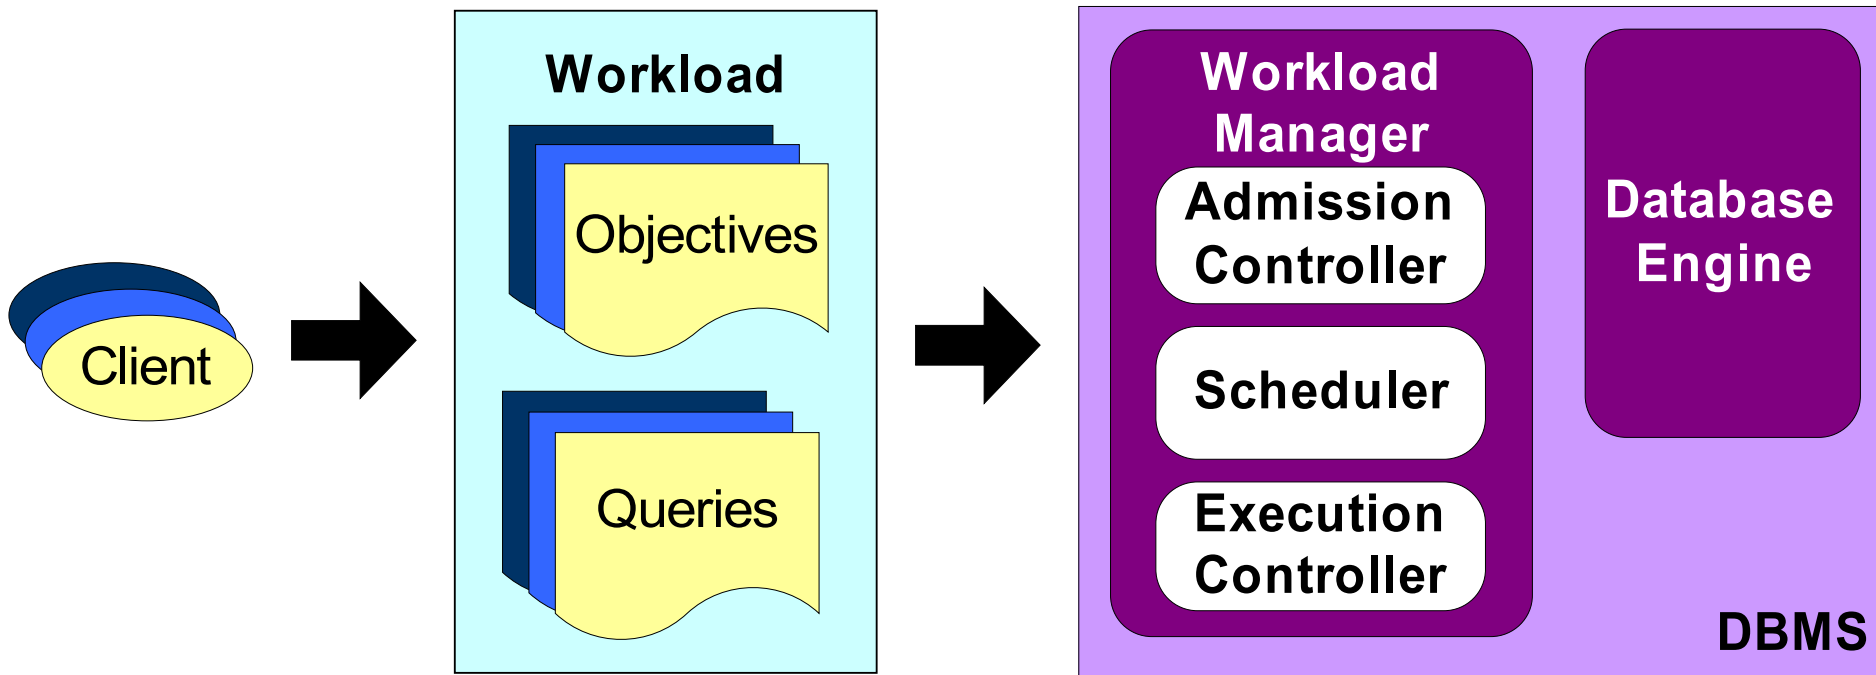 Client
Workload
Objectives
Queries
Workload
Manager
Admission
Controller
Scheduler
Execution
Controller
Database
Engine
DBMS